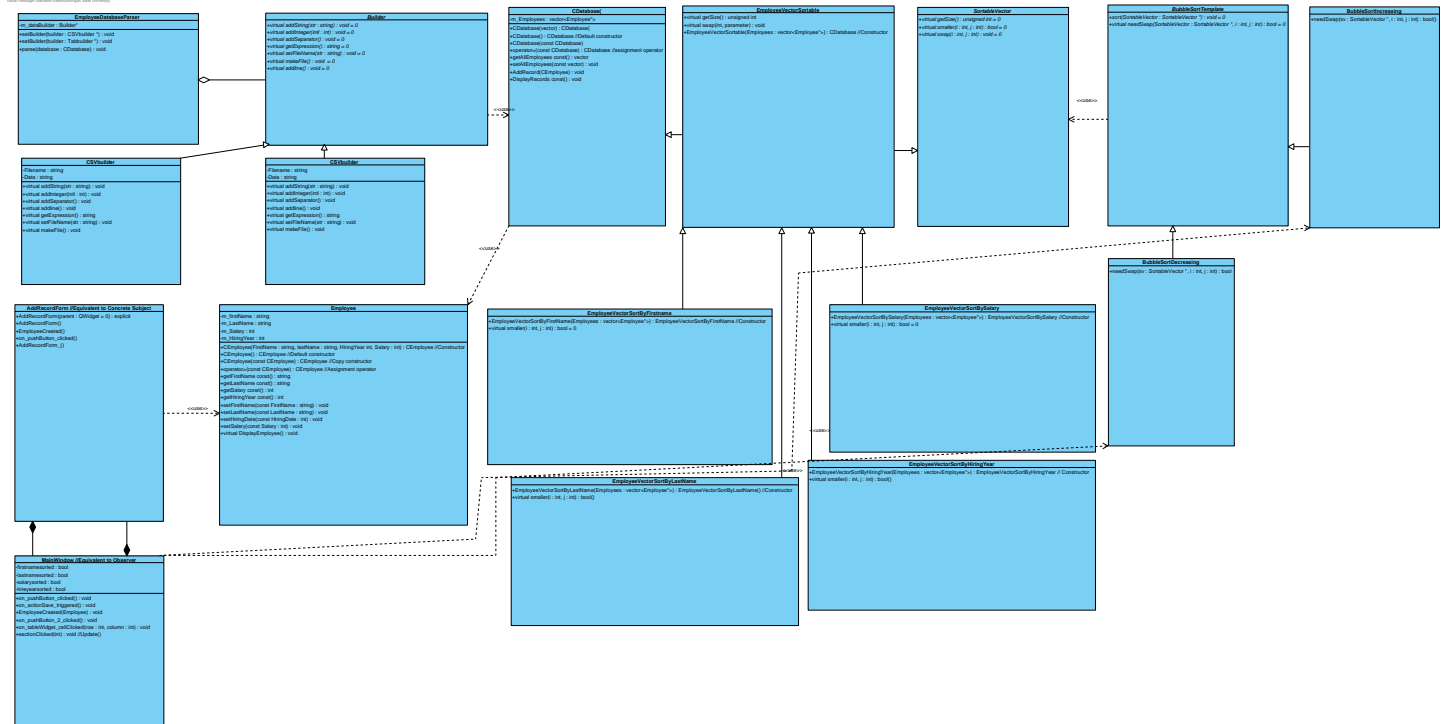 EmployeeDatabaseParser
-m_dataBuilder : Builder*
+setBuilder(builder : CSVbuilder *) : void
+setBuilder(builder : Tabbuilder *) : void
+parse(database : CDatabase) : void
Builder
+virtual addString(str : string) : void = 0
+virtual addInteger(intI : int) : void = 0
+virtual addSeparator() : void = 0
+virtual getExpression() : string = 0
+virtual setFileName(str : string) : void = 0
+virtual makeFile() : void = 0
+virtual addline() : void = 0
CDatabase(
-m_Employees : vector<Employee*>
+CDatabase(vector) : CDatabase(
+CDatabase() : CDatabase //Default constructor
+CDatabase(const CDatabase)
+operator=(const CDatabase) : CDatabase //assignment operator
+getAllEmployees const() : vector
+setAllEmployees(const vector) : void
+AddRecord(CEmployee) : void
+DisplayRecords const() : void
EmployeeVectorSortable
+virtual getSize() : unsigned int
+virtual swap(int, parameter) : void
+EmployeeVectorSortable(Employees : vector<Employee*>) : CDatabase //Constructor
SortableVector
+virtual getSize() : unsigned int = 0
+virtual smaller(i : int, j : int) : bool = 0
+virtual swap(i : int, j : int) : void = 0
BubbleSortTemplate
+sort(SortableVector : SortableVector *) : void = 0
+virtual needSwap(SortableVector : SortableVector *, i : int, j : int) : bool = 0
BubbleSortIncreasing
+needSwap(sv : SortableVector *, i : int, j : int) : bool
<<use>>
<<use>>
CSVbuilder
-Filename : string
-Data : string
+virtual addString(str : string) : void
+virtual addInteger(intI : int) : void
+virtual addSeparator() : void
+virtual addline() : void
+virtual getExpression() : string
+virtual setFileName(str : string) : void
+virtual makeFile() : void
CSVbuilder
-Filename : string
-Data : string
+virtual addString(str : string) : void
+virtual addInteger(intI : int) : void
+virtual addSeparator() : void
+virtual addline() : void
+virtual getExpression() : string
+virtual setFileName(str : string) : void
+virtual makeFile() : void
<<use>>
BubbleSortDecreasing
+needSwap(sv : SortableVector *, i : int, j : int) : bool
AddRecordForm //Equivalent to Concrete Subject
+AddRecordForm(parent : QWidget = 0) : explicit
+AddRecordForm()
+EmployeeCreated()
+on_pushButton_clicked()
+AddRecordForm_()
Employee
-m_firstName : string
-m_LastName : string
-m_Salary : int
-m_HiringYear : int
+CEmployee(FirstName : string, lastName : string, HiringYear int, Salary : int) : CEmployee //Constructor
+CEmployee() : CEmployee //Default constructor
+CEmployee(const CEmployee) : CEmployee //Copy constructor
+operator=(const CEmployee) : CEmployee //Assignment operator
+getFirstName const() : string
+getLastName const() : string
+getSalary const() : int
+getHiringYear const() : int
+setFirstName(const FirstName : string) : void
+setLastName(const LastName : string) : void
+setHiringDate(const HiringDate : int) : void
+setSalary(const Salary : int) : void
+virtual DisplayEmployee() : void
<<use>>
EmployeeVectorSortByFirstname
+EmployeeVectorSortByFirstName(Employees : vector<Employee*>) : EmployeeVectorSortByFirstName //Constructor
+virtual smaller(i : int, j : int) : bool = 0
EmployeeVectorSortBySalary
+EmployeeVectorSortBySalary(Employees : vector<Employee*>) : EmployeeVectorSortBySalary //Constructor
+virtual smaller(i : int, j : int) : bool = 0
<<use>>
<<use>>
EmployeeVectorSortByHiringYear
+EmployeeVectorSortByHiringYear(Employees : vector<Employee*>) : EmployeeVectorSortByHiringYear // Constructor
+virtual smaller(i : int, j : int) : bool()
EmployeeVectorSortByLastName
+EmployeeVectorSortByLastName(Employees : vector<Employee*>) : EmployeeVectorSortByLastName() //Constructor
+virtual smaller(i : int, j : int) : bool()
MainWindow //Equivalent to Observer
-firstnamesorted : bool
-lastnamesorted : bool
-salarysorted : bool
-hireyearsorted : bool
+on_pushButton_clicked() : void
+on_actionSave_triggered() : void
+EmployeeCreated(Employee) : void
+on_pushButton_2_clicked() : void
+on_tableWidget_cellClicked(row : int, column : int) : void
+sectionClicked(int) : void //Update()